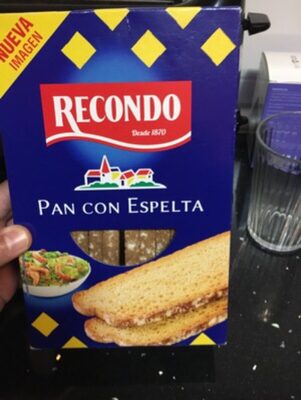 NUEVA
IMAGEN
RECONDO
Desde 1870
PAN CON ESPELTA